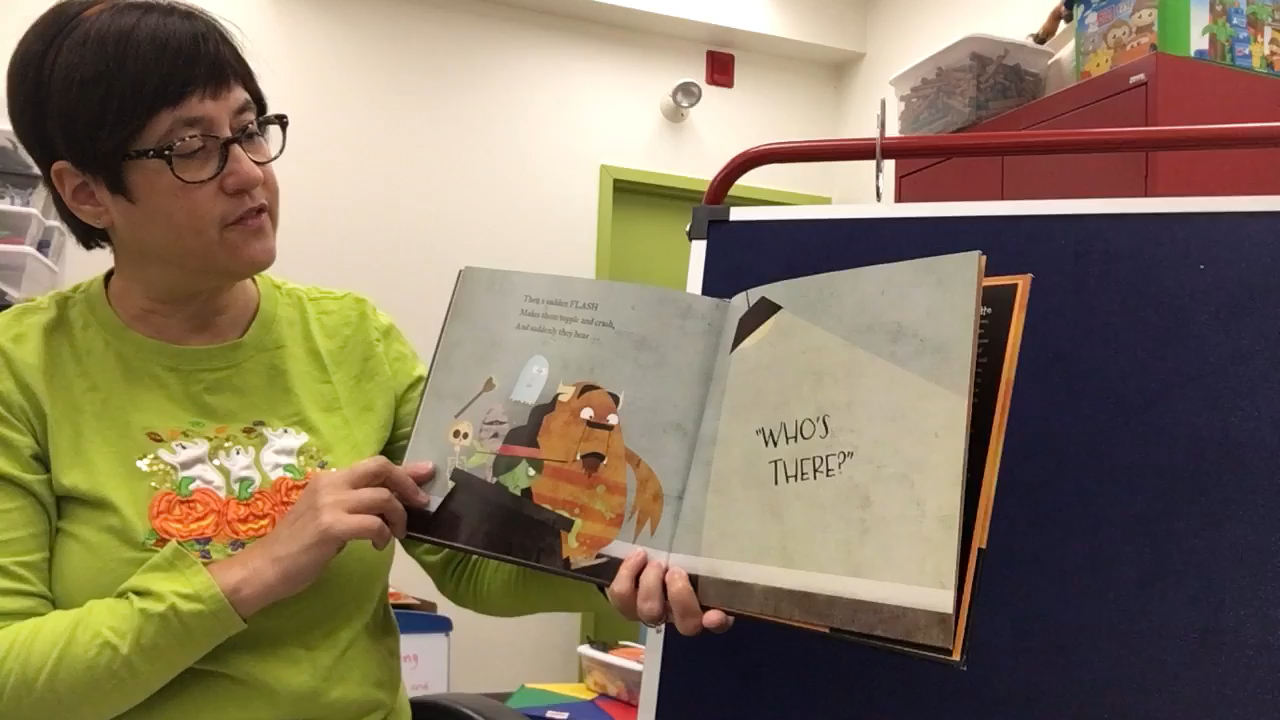 Then a sudden FLASH
Makes them topple and crash,
And suddenly they hear . . .
"WHO'S
THERE?"